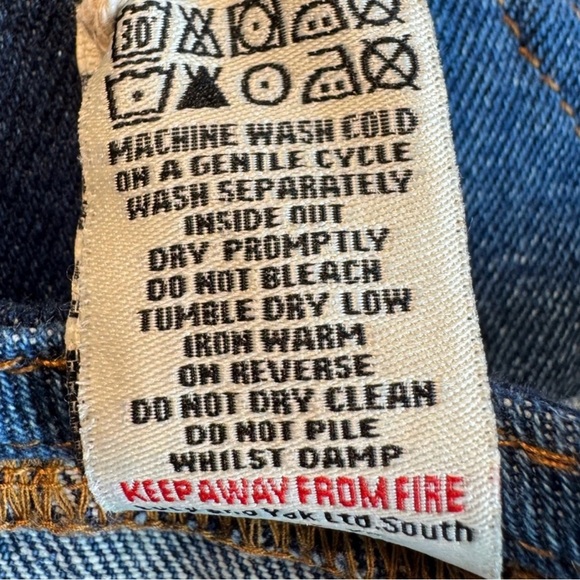 30
MACHINE WASH COLD
ON A GENTLE CYCLE
WASH SEPARATELY
INSIDE OUT
DRY PROMPTLY
DO NOT BLEACH
TUMBLE DRY LOW
IRON WARM
ON REVERSE
DO NOT DRY CLEAN
DO NOT PILE
WHILST DAMP
KEEP AWAY FROM FIRE
Lucy and Yak Ltd. South